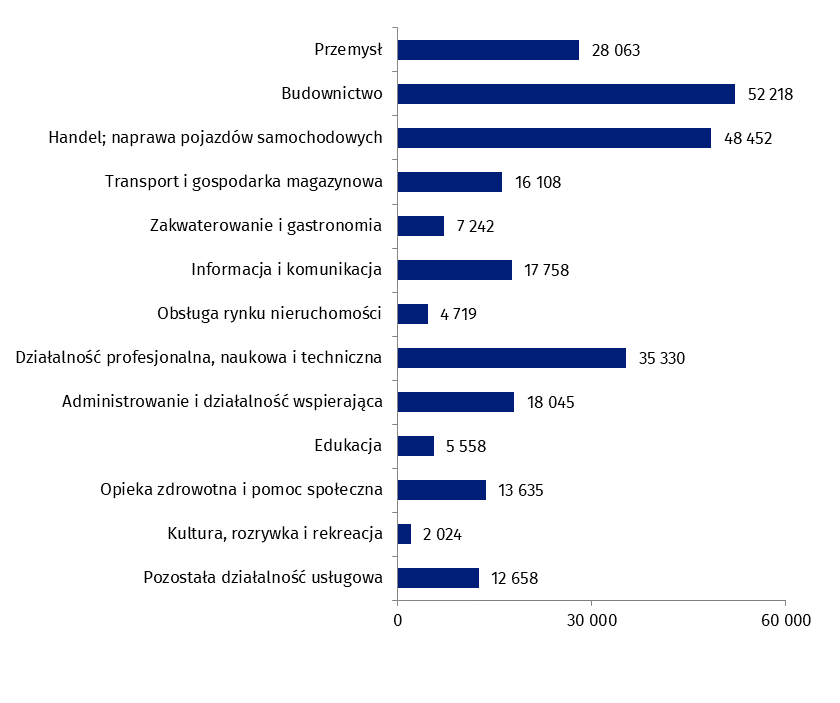 Przemysł 28 063
Budownictwo 52 218
Handel; naprawa pojazdów samochodowych 48 452
Transport i gospodarka magazynowa 16 108
Zakwaterowanie i gastronomia 7 242
Informacja i komunikacja 17 758
Obsługa rynku nieruchomości 4 719
Działalność profesjonalna, naukowa i techniczna 35 330
Administrowanie i działalność wspierająca 18 045
Edukacja 5 558
Opieka zdrowotna i pomoc społeczna 13 635
Kultura, rozrywka i rekreacja 2 024
Pozostała działalność usługowa 12 658
0 30 000 60 000